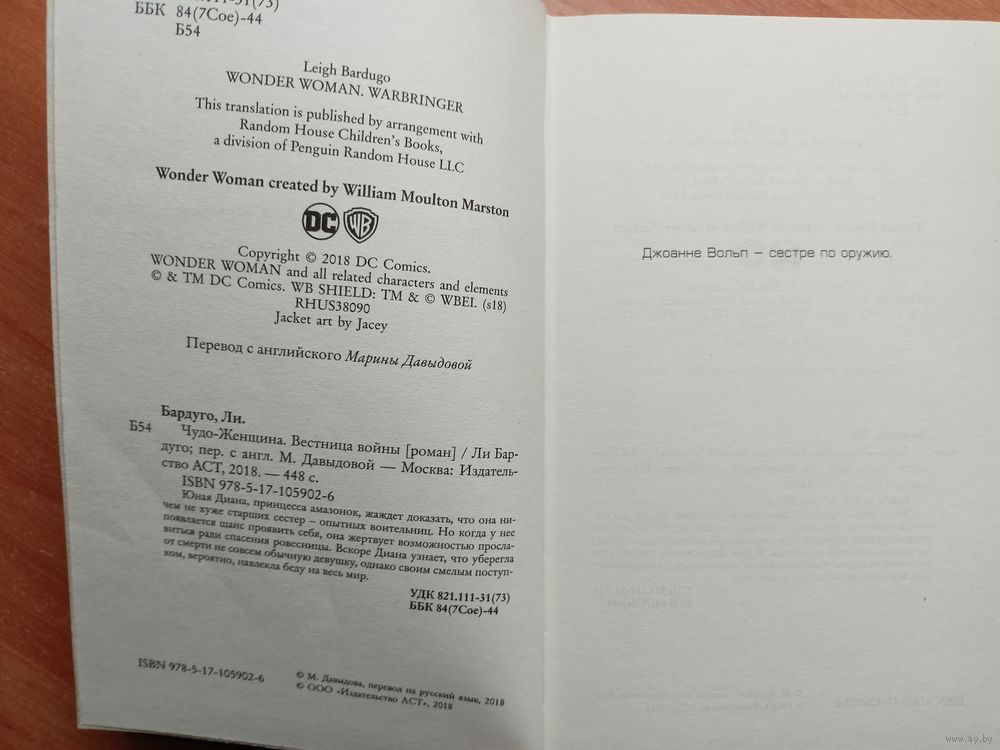 ББК 84(7Сое)-44
Б54
Leigh Bardugo
WONDER WOMAN. WARBRINGER
This translation is published by arrangement with
Random House Children's Books,
a division of Penguin Random House LLC
Wonder Woman created by William Moulton Marston
DC WB
Copyright © 2018 DC Comics.
WONDER WOMAN and all related characters and elements
© & TM DC Comics. WB SHIELD: TM & © WBEI. (s18)
RHUS38090
Jacket art by Jacey
Перевод с английского Марины Давыдовой
Бардуго, Ли.
Б54 Чудо-Женщина. Вестница войны [роман] / Ли Бар-
дуго; пер. с англ. М. Давыдовой — Москва: Издатель-
ство АСТ, 2018. — 448 с.
ISBN 978-5-17-105902-6
Юная Диана, принцесса амазонок, жаждет доказать, что она ни-
чем не хуже старших сестер – опытных воительниц. Но когда у нее
появляется шанс проявить себя, она жертвует возможностью просла-
виться ради спасения ровесницы. Вскоре Диана узнает, что уберегла
от смерти не совсем обычную девушку, однако своим смелым поступ-
ком, вероятно, навлекла беду на весь мир.
УДК 821.111-31(73)
ББК 84(7Сое)-44
ISBN 978-5-17-105902-6
© М. Давыдова, перевод на русский язык, 2018
© ООО «Издательство АСТ», 2018
Джоанне Вольп – сестре по оружию.
www.ay.by